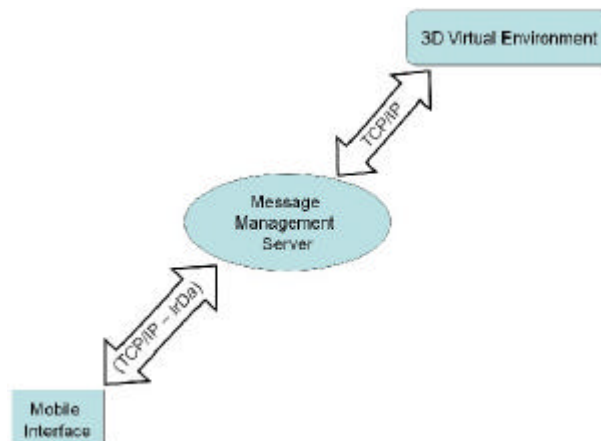 3D Virtual Environment
TCP/IP
Message
Management
Server
(TCP/IP – IrDa)
Mobile
Interface